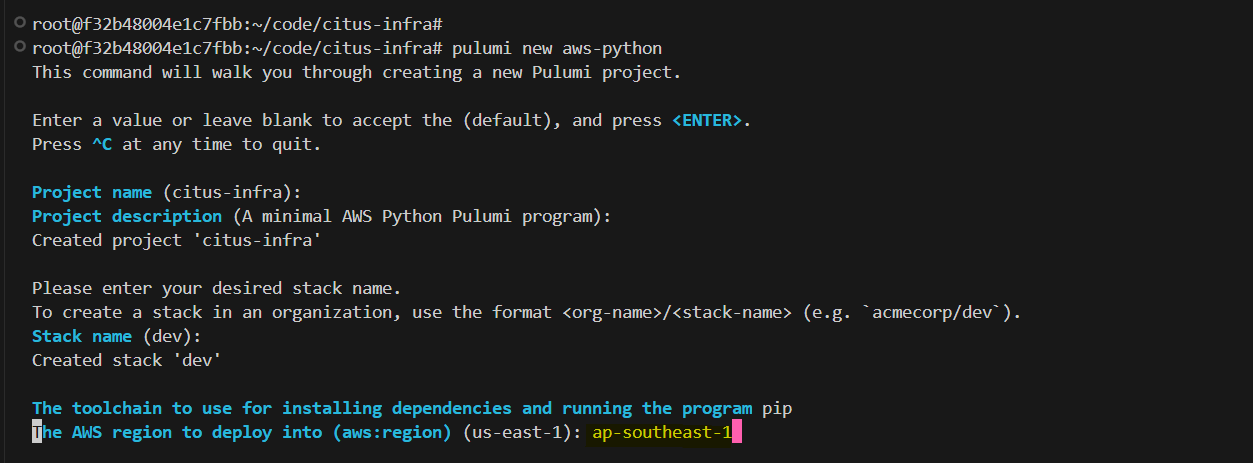 root@f32b48004e1c7fbb:~/code/citus-infra#
root@f32b48004e1c7fbb:~/code/citus-infra# pulumi new aws-python
This command will walk you through creating a new Pulumi project.
Enter a value or leave blank to accept the (default), and press <ENTER>.
Press ^C at any time to quit.
Project name (citus-infra):
Project description (A minimal AWS Python Pulumi program):
Created project 'citus-infra'
Please enter your desired stack name.
To create a stack in an organization, use the format <org-name>/<stack-name> (e.g. `acmecorp/dev`).
Stack name (dev):
Created stack 'dev'
The toolchain to use for installing dependencies and running the program pip
The AWS region to deploy into (aws:region) (us-east-1): ap-southeast-1